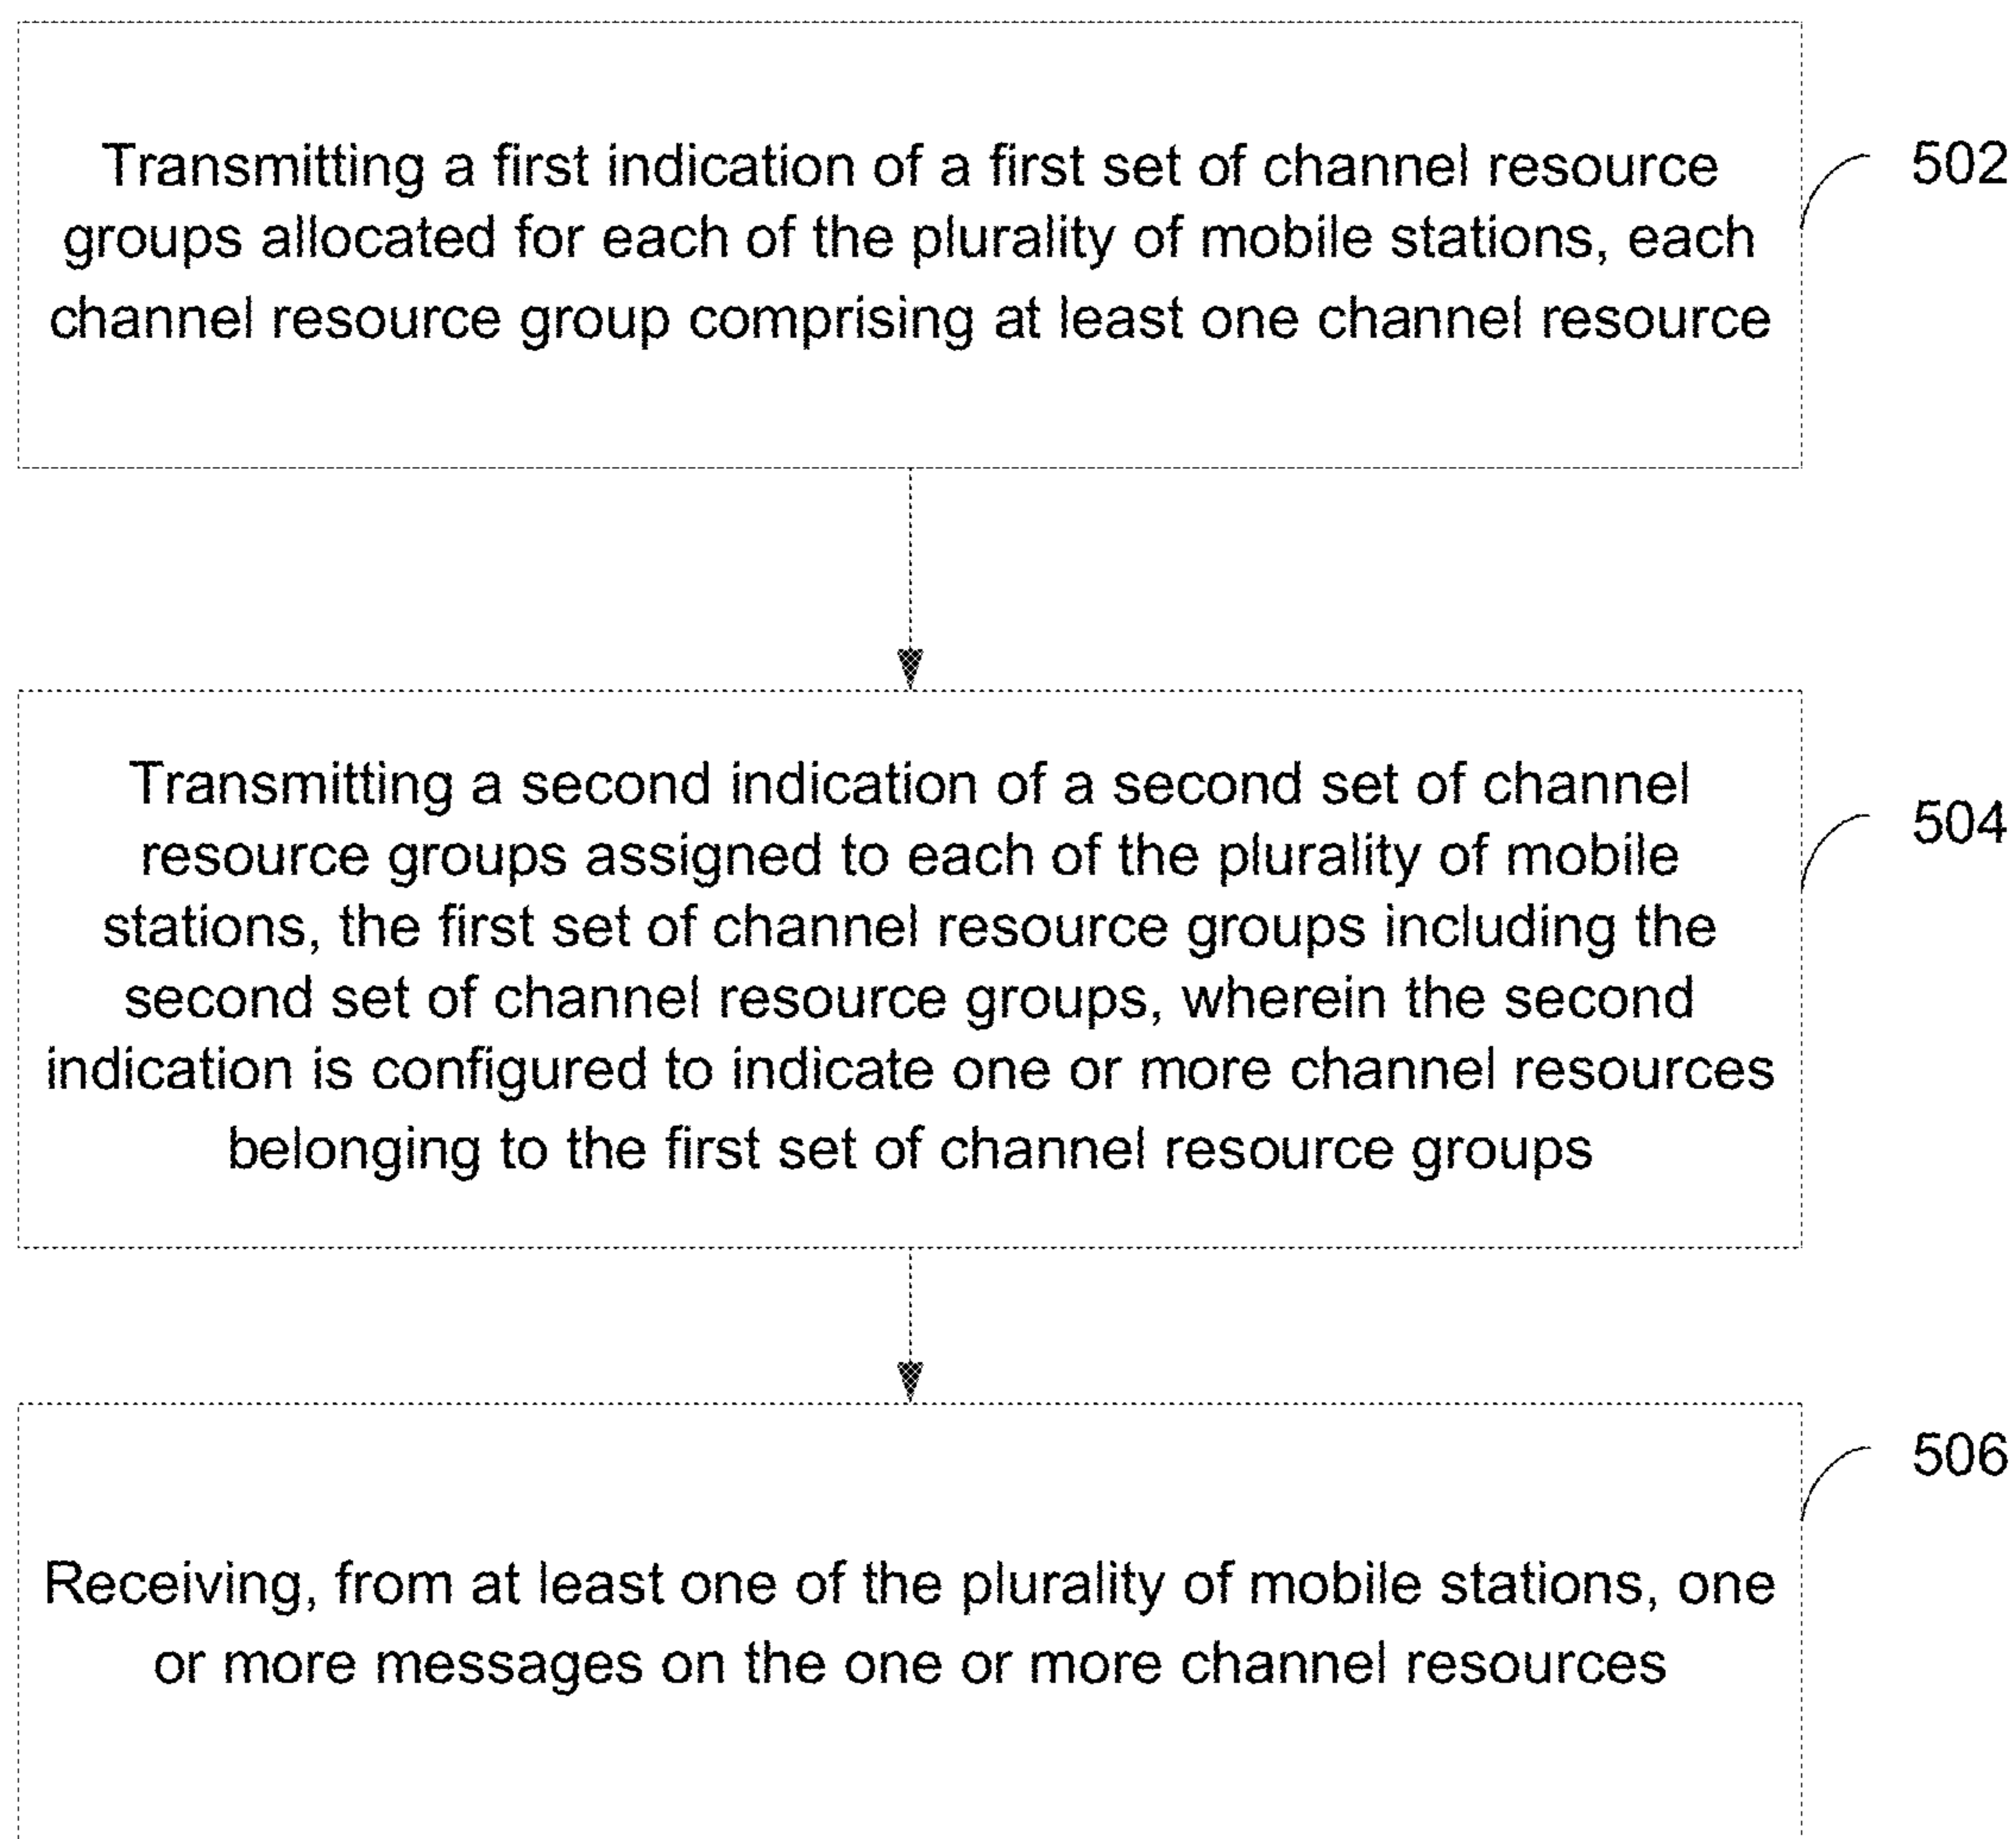 Transmitting a first indication of a first set of channel resource
groups allocated for each of the plurality of mobile stations, each
channel resource group comprising at least one channel resource
502
Transmitting a second indication of a second set of channel
resource groups assigned to each of the plurality of mobile
stations, the first set of channel resource groups including the
second set of channel resource groups, wherein the second
indication is configured to indicate one or more channel resources
belonging to the first set of channel resource groups
504
Receiving, from at least one of the plurality of mobile stations, one
or more messages on the one or more channel resources
506